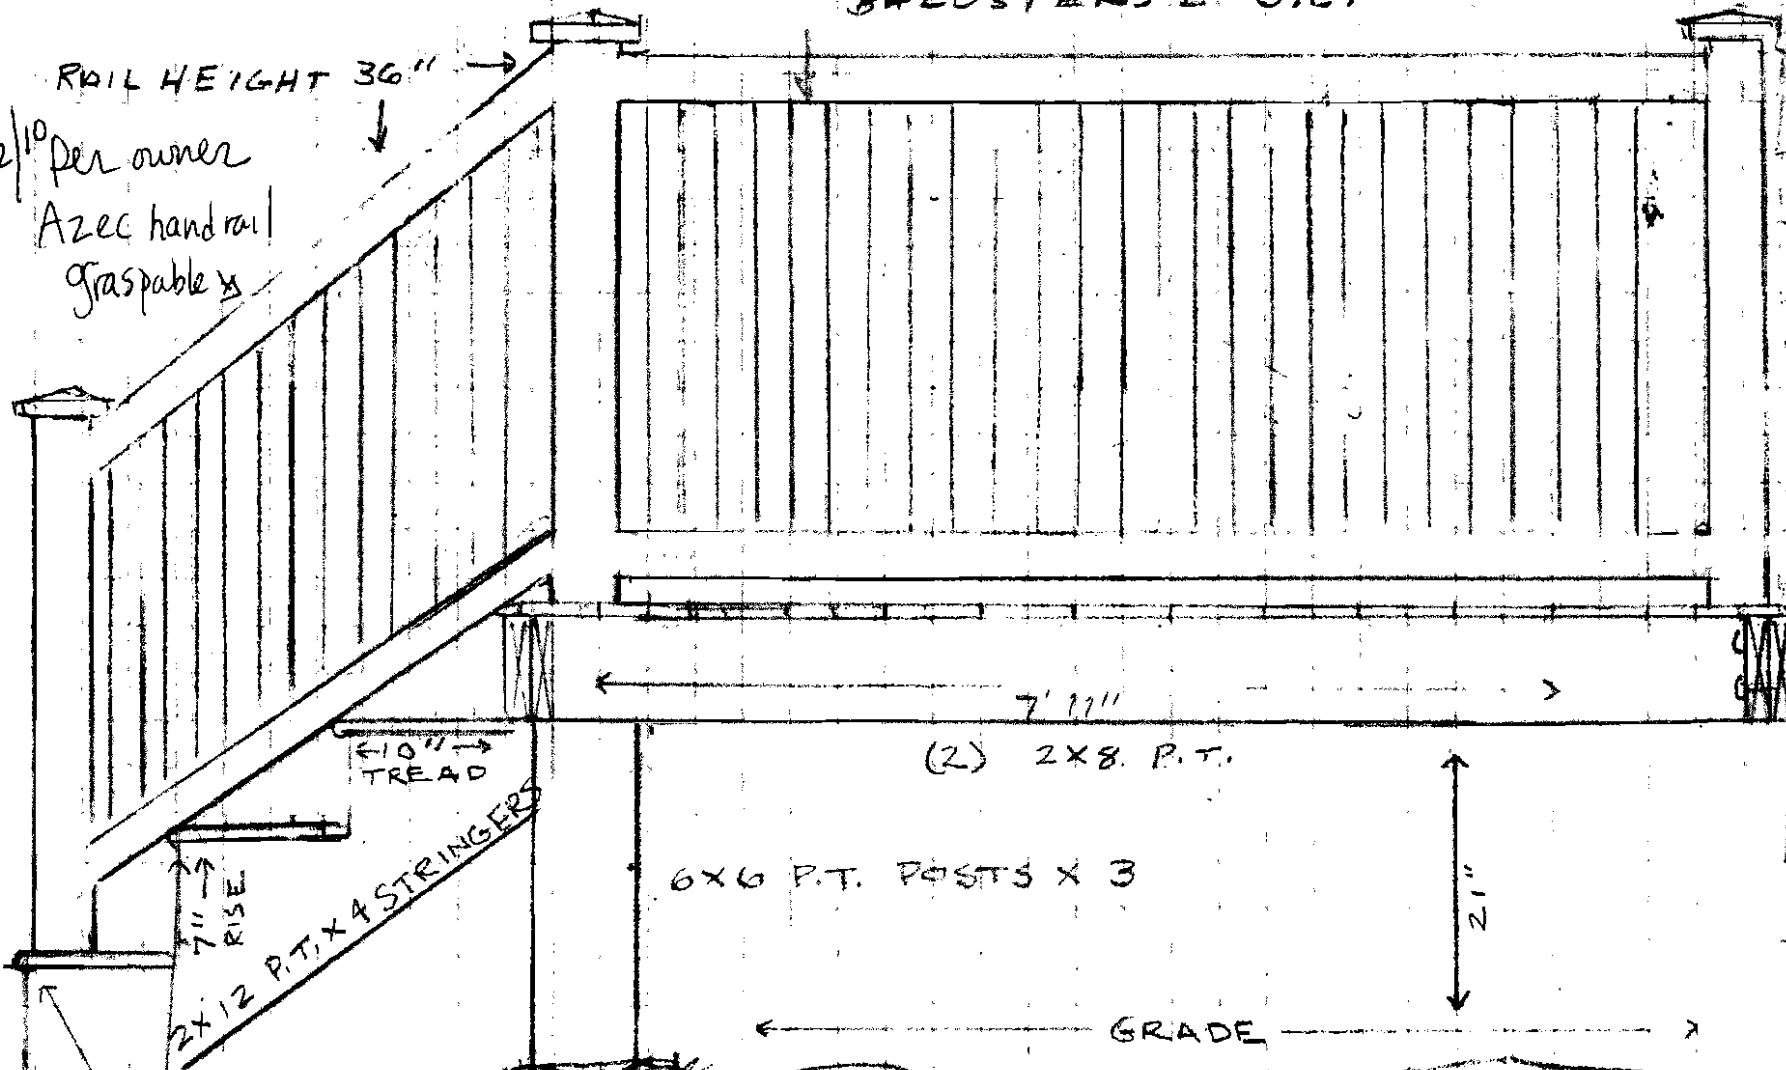 RAIL HEIGHT 36"
Per owner
Azec handrail
graspable
7' 11"
(2) 2X8 P.T.
←10"→
TREAD
7"
RISE
2X12 P.T. X 4 STRINGERS
6X6 P.T. POSTS X 3
21"
GRADE